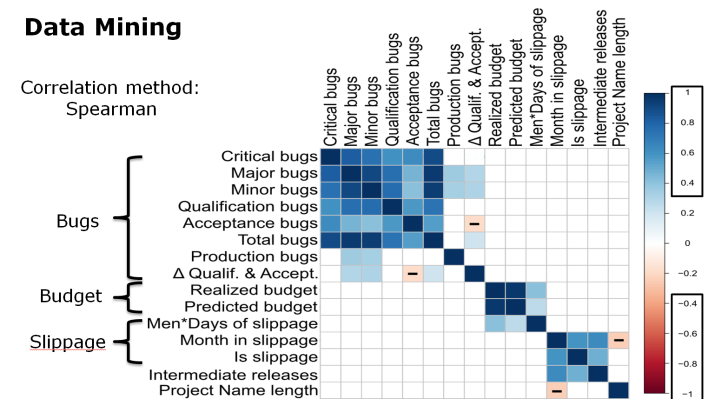 Data Mining
Correlation method:
Spearman
Critical bugs
Major bugs
Minor bugs
Qualification bugs
Acceptance bugs
Total bugs
Production bugs
Δ Qualif. & Accept.
Realized budget
Predicted budget
Men*Days of slippage
Month in slippage
Is slippage
Intermediate releases
Project Name length
Critical bugs
Major bugs
Minor bugs
Qualification bugs
Acceptance bugs
Total bugs
Production bugs
Δ Qualif. & Accept.
Realized budget
Predicted budget
Men*Days of slippage
Month in slippage
Is slippage
Intermediate releases
Project Name length
Bugs
Budget
Slippage
1
0.8
0.6
0.4
0.2
0
−0.2
−0.4
−0.6
−0.8
−1